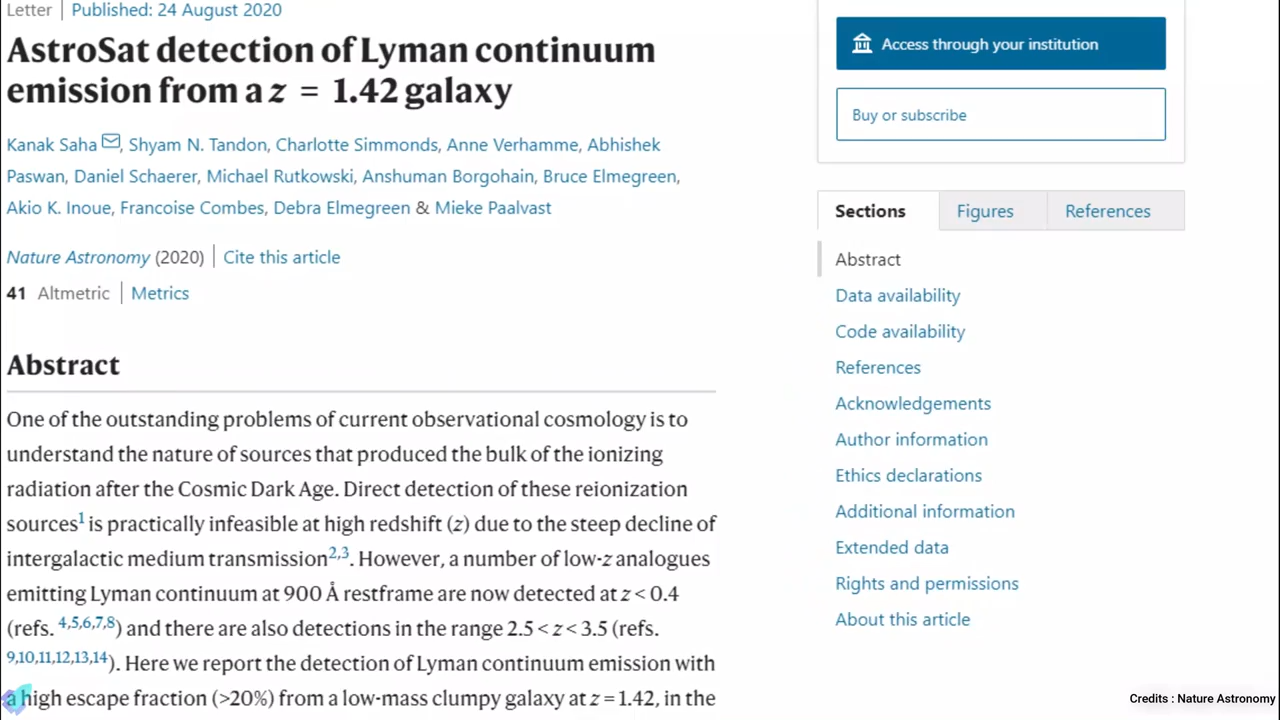 Letter | Published: 24 August 2020
AstroSat detection of Lyman continuum
emission from a z = 1.42 galaxy
Kanak Saha, Shyam N. Tandon, Charlotte Simmonds, Anne Verhamme, Abhishek
Paswan, Daniel Schaerer, Michael Rutkowski, Anshuman Borgohain, Bruce Elmegreen,
Akio K. Inoue, Francoise Combes, Debra Elmegreen & Mieke Paalvast
Nature Astronomy (2020) | Cite this article
41 Altmetric | Metrics
Abstract
One of the outstanding problems of current observational cosmology is to
understand the nature of sources that produced the bulk of the ionizing
radiation after the Cosmic Dark Age. Direct detection of these reionization
sources1 is practically infeasible at high redshift (z) due to the steep decline of
intergalactic medium transmission2,3. However, a number of low-z analogues
emitting Lyman continuum at 900 Å restframe are now detected at z < 0.4
(refs. 4,5,6,7,8) and there are also detections in the range 2.5 < z < 3.5 (refs.
9,10,11,12,13,14). Here we report the detection of Lyman continuum emission with
a high escape fraction (>20%) from a low-mass clumpy galaxy at z = 1.42, in the
Access through your institution
Buy or subscribe
Sections
Figures
References
Abstract
Data availability
Code availability
References
Acknowledgements
Author information
Ethics declarations
Additional information
Extended data
Rights and permissions
About this article
Credits : Nature Astronomy